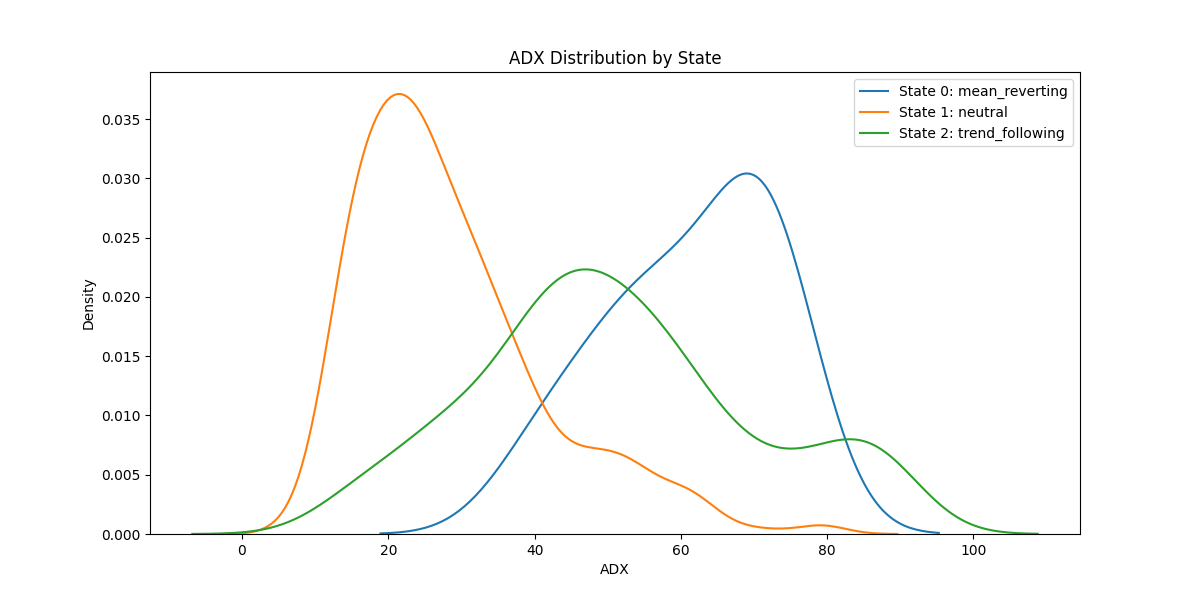 ADX Distribution by State
State 0: mean_reverting
State 1: neutral
State 2: trend_following
Density
0.035
0.030
0.025
0.020
0.015
0.010
0.005
0.000
0 20 40 60 80 100
ADX